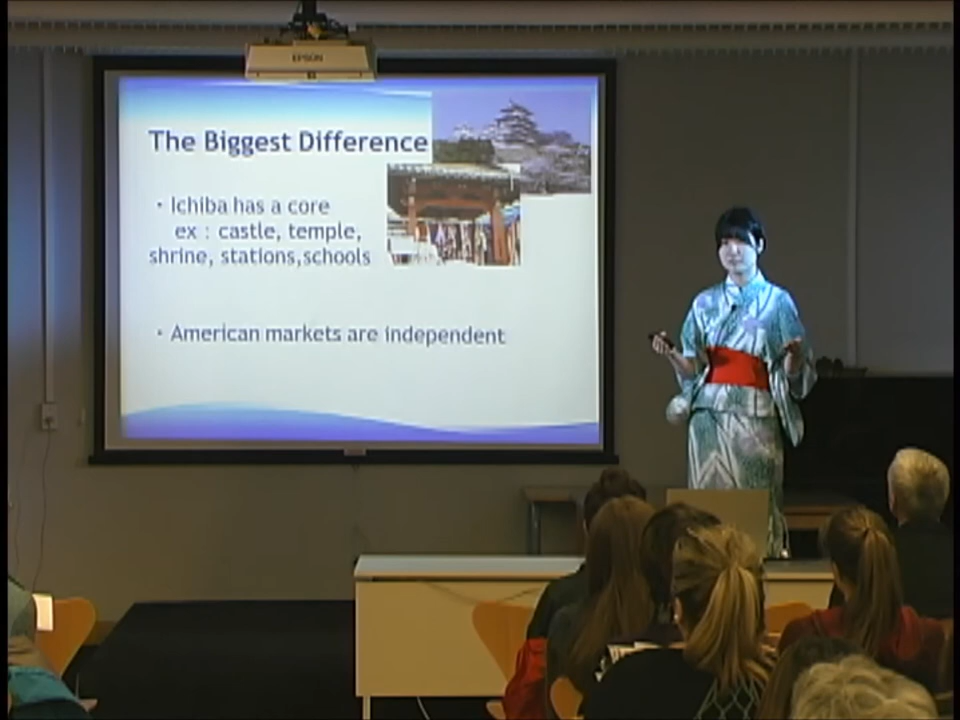 EPSON
The Biggest Difference
· Ichiba has a core
ex : castle, temple,
shrine, stations,schools
· American markets are independent